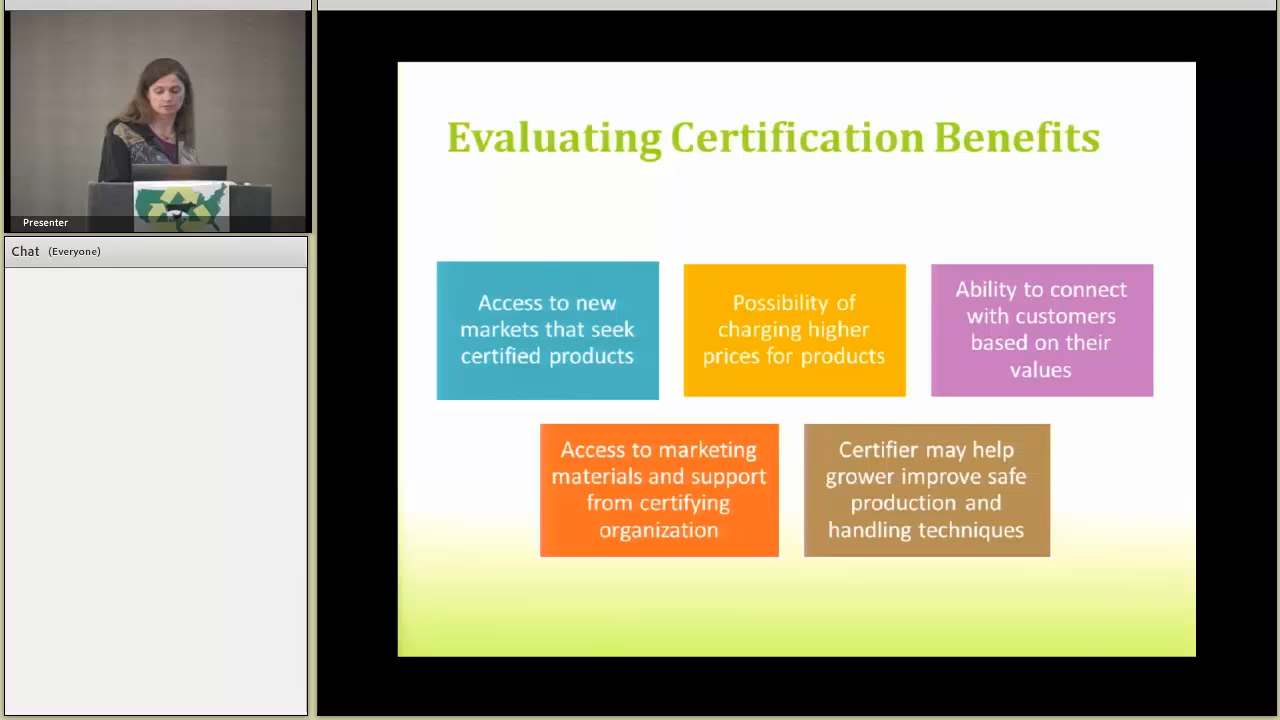 Presenter
Chat (Everyone)
Evaluating Certification Benefits
Access to new
markets that seek
certified products
Possibility of
charging higher
prices for products
Ability to connect
with customers
based on their
values
Access to marketing
materials and support
from certifying
organization
Certifier may help
grower improve safe
production and
handling techniques